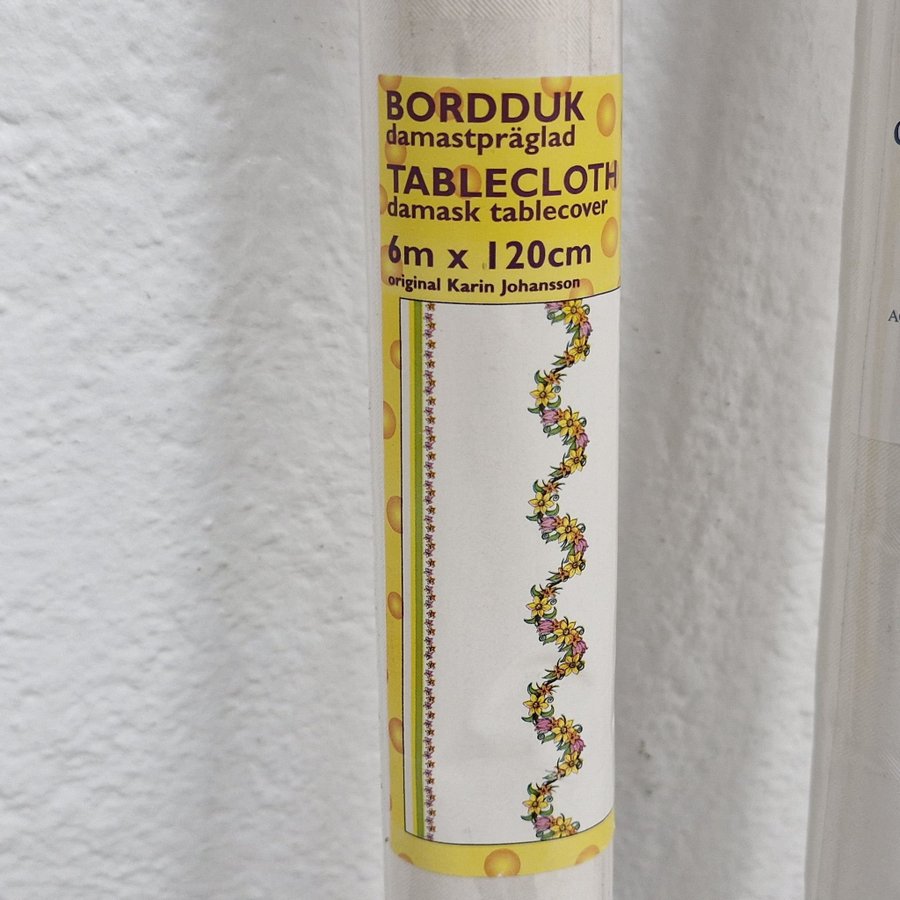 BORDDUK
damastpräglad
TABLECLOTH
damask tablecover
6m x 120cm
original Karin Johansson